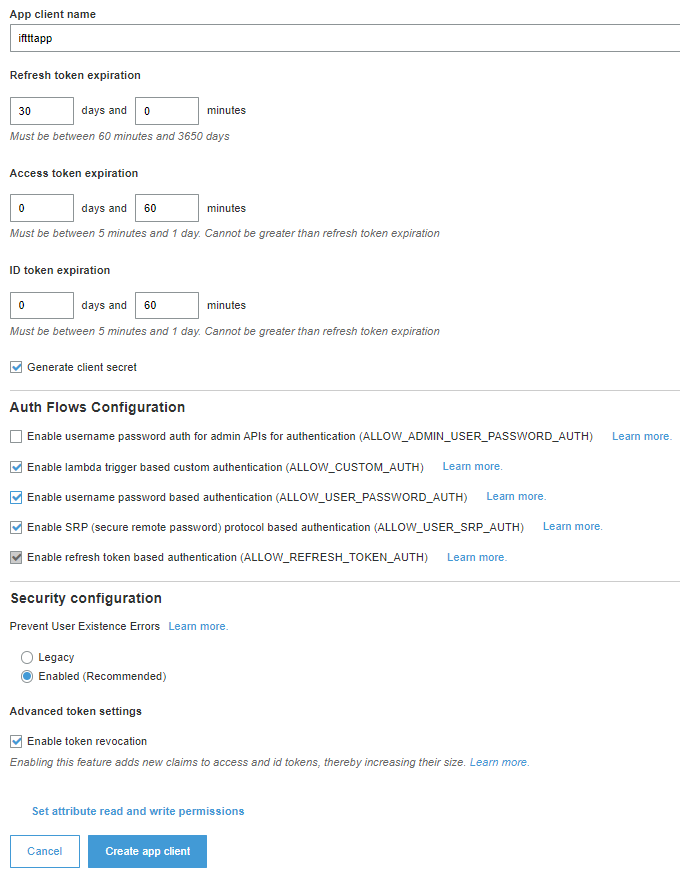 App client name
iftttapp
Refresh token expiration
30 days and 0 minutes
Must be between 60 minutes and 3650 days
Access token expiration
0 days and 60 minutes
Must be between 5 minutes and 1 day. Cannot be greater than refresh token expiration
ID token expiration
0 days and 60 minutes
Must be between 5 minutes and 1 day. Cannot be greater than refresh token expiration
Generate client secret
Auth Flows Configuration
Enable username password auth for admin APIs for authentication (ALLOW_ADMIN_USER_PASSWORD_AUTH) Learn more.
Enable lambda trigger based custom authentication (ALLOW_CUSTOM_AUTH) Learn more.
Enable username password based authentication (ALLOW_USER_PASSWORD_AUTH) Learn more.
Enable SRP (secure remote password) protocol based authentication (ALLOW_USER_SRP_AUTH) Learn more.
Enable refresh token based authentication (ALLOW_REFRESH_TOKEN_AUTH) Learn more.
Security configuration
Prevent User Existence Errors Learn more.
Legacy
Enabled (Recommended)
Advanced token settings
Enable token revocation
Enabling this feature adds new claims to access and id tokens, thereby increasing their size. Learn more.
Set attribute read and write permissions
Cancel Create app client